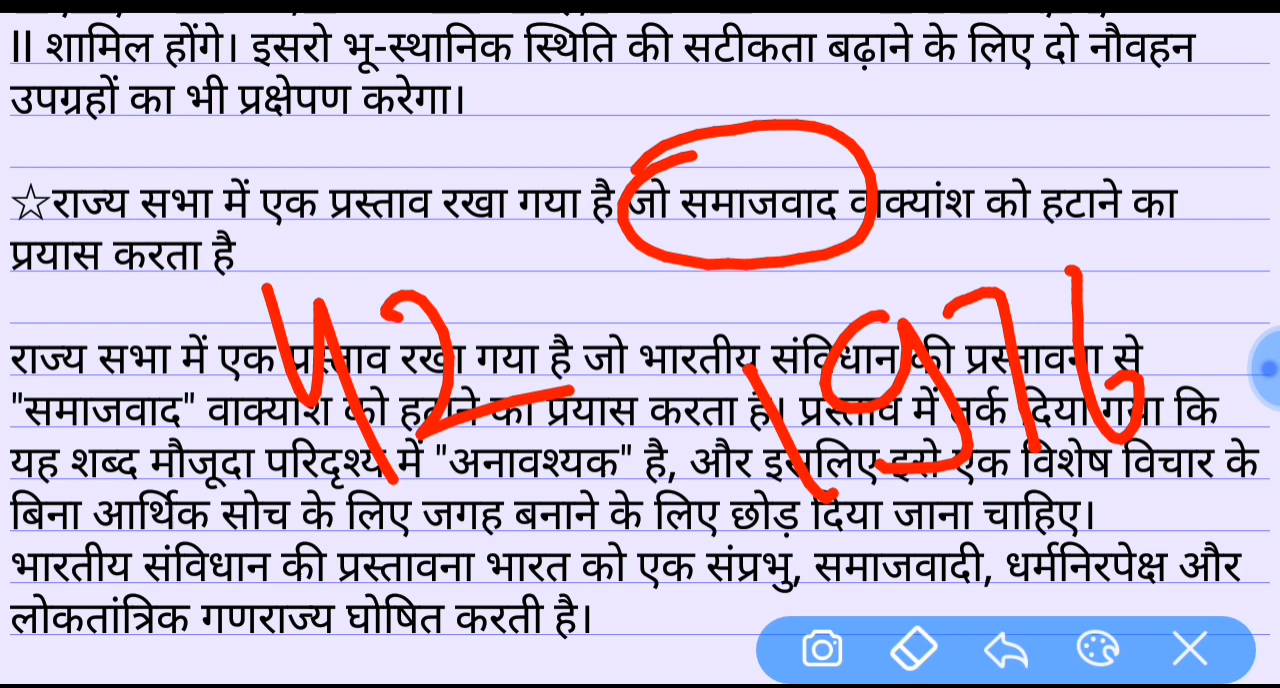 II शामिल होंगे। इसरो भू-स्थानिक स्थिति की सटीकता बढ़ाने के लिए दो नौवहन
उपग्रहों का भी प्रक्षेपण करेगा।
☆राज्य सभा में एक प्रस्ताव रखा गया है जो समाजवाद वाक्यांश को हटाने का
प्रयास करता है
42 1976
राज्य सभा में एक प्रस्ताव रखा गया है जो भारतीय संविधान की प्रस्तावना से
"समाजवाद" वाक्यांश को हटाने का प्रयास करता है। प्रस्ताव में तर्क दिया गया कि
यह शब्द मौजूदा परिदृश्य में "अनावश्यक" है, और इसलिए इसे एक विशेष विचार के
बिना आर्थिक सोच के लिए जगह बनाने के लिए छोड़ दिया जाना चाहिए।
भारतीय संविधान की प्रस्तावना भारत को एक संप्रभु, समाजवादी, धर्मनिरपेक्ष और
लोकतांत्रिक गणराज्य घोषित करती है।